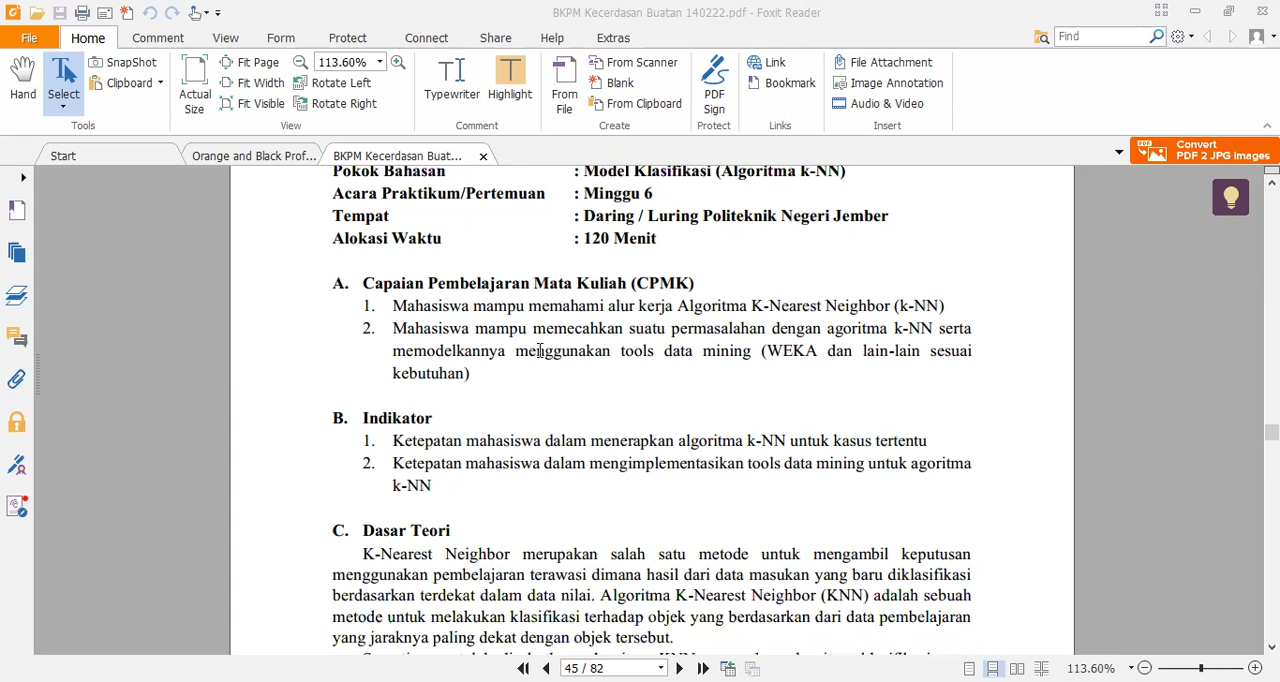 BKPM Kecerdasan Buatan 140222.pdf - Foxit Reader
File Home Comment View Form Protect Connect Share Help Extras Find
Hand
Select
SnapShot
Clipboard
Tools
Actual Size
Fit Page
Fit Width
Fit Visible
113.60%
Rotate Left
Rotate Right
View
Typewriter
Highlight
Comment
From File
From Scanner
Blank
From Clipboard
Create
PDF Sign
Protect
Link
Bookmark
Links
File Attachment
Image Annotation
Audio & Video
Insert
Start
Orange and Black Prof...
BKPM Kecerdasan Buat...
Convert
PDF 2 JPG Images
Pokok Bahasan : Model Klasifikasi (Algoritma k-NN)
Acara Praktikum/Pertemuan : Minggu 6
Tempat : Daring / Luring Politeknik Negeri Jember
Alokasi Waktu : 120 Menit
A. Capaian Pembelajaran Mata Kuliah (CPMK)
1. Mahasiswa mampu memahami alur kerja Algoritma K-Nearest Neighbor (k-NN)
2. Mahasiswa mampu memecahkan suatu permasalahan dengan agoritma k-NN serta
memodelkannya menggunakan tools data mining (WEKA dan lain-lain sesuai
kebutuhan)
B. Indikator
1. Ketepatan mahasiswa dalam menerapkan algoritma k-NN untuk kasus tertentu
2. Ketepatan mahasiswa dalam mengimplementasikan tools data mining untuk agoritma
k-NN
C. Dasar Teori
K-Nearest Neighbor merupakan salah satu metode untuk mengambil keputusan
menggunakan pembelajaran terawasi dimana hasil dari data masukan yang baru diklasifikasi
berdasarkan terdekat dalam data nilai. Algoritma K-Nearest Neighbor (KNN) adalah sebuah
metode untuk melakukan klasifikasi terhadap objek yang berdasarkan dari data pembelajaran
yang jaraknya paling dekat dengan objek tersebut.
45 / 82
113.60%